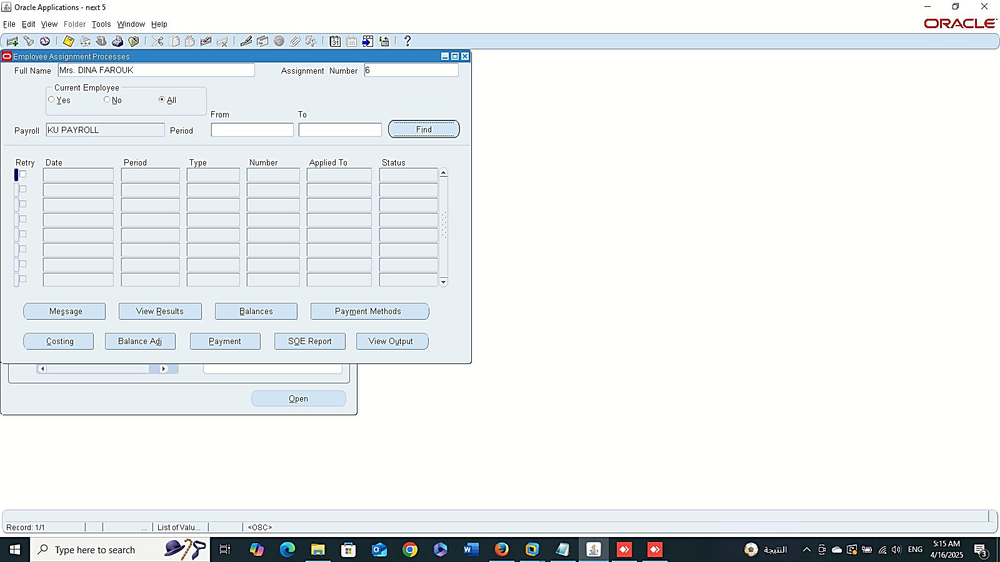 Oracle Applications - next 5
File Edit View Folder Tools Window Help
ORACLE
Employee Assignment Processes
Full Name Mrs. DINA FAROUK Assignment Number 6
Current Employee
Yes No All
From To
Payroll KU PAYROLL Period Find
Retry Date Period Type Number Applied To Status
Message View Results Balances Payment Methods
Costing Balance Adj Payment SOE Report View Output
Open
Record: 1/1 ... List of Valu... <OSC>
Type here to search النتيجة ENG 5:15 AM
4/16/2025 3